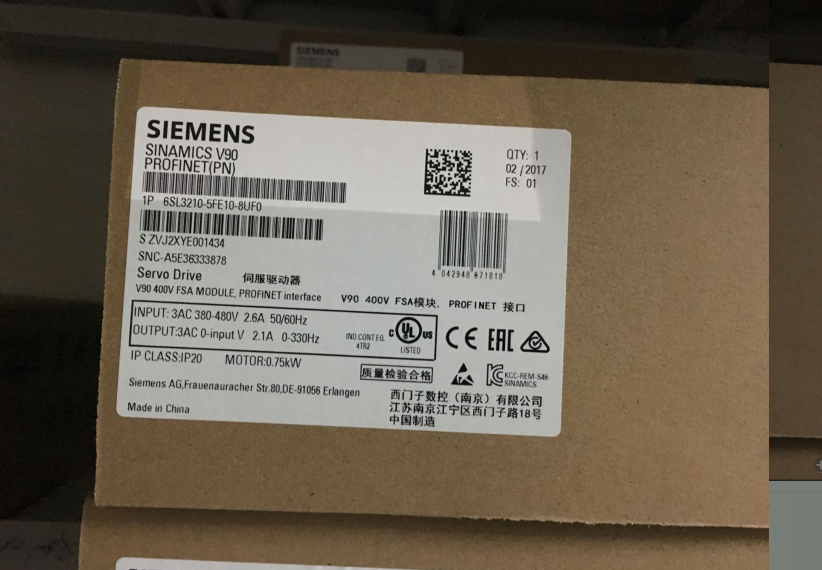 SIEMENS
SIEMENS
SINAMICS V90
PROFINET(PN)
QTY: 1
02 / 2017
FS: 01
1P 6SL3210-5FE10-8UF0
S ZVJ2XYE001434
SNC-A5E36333878
4 042948 671818
Servo Drive 伺服驱动器
V90 400V FSA MODULE, PROFINET interface V90 400V FSA模块, PROFINET 接口
INPUT: 3AC 380-480V 2.6A 50/60Hz
OUTPUT:3AC 0-input V 2.1A 0-330Hz
IND.CONT.EQ.
4TR2
C UL US
LISTED
CE EAC
IP CLASS:IP20 MOTOR:0.75kW
质量检验合格
KC KCC-REM-S49-
SINAMICS
Siemens AG,Frauenauracher Str.80,DE-91056 Erlangen
西门子数控（南京）有限公司
江苏南京江宁区西门子路18号
中国制造
Made in China